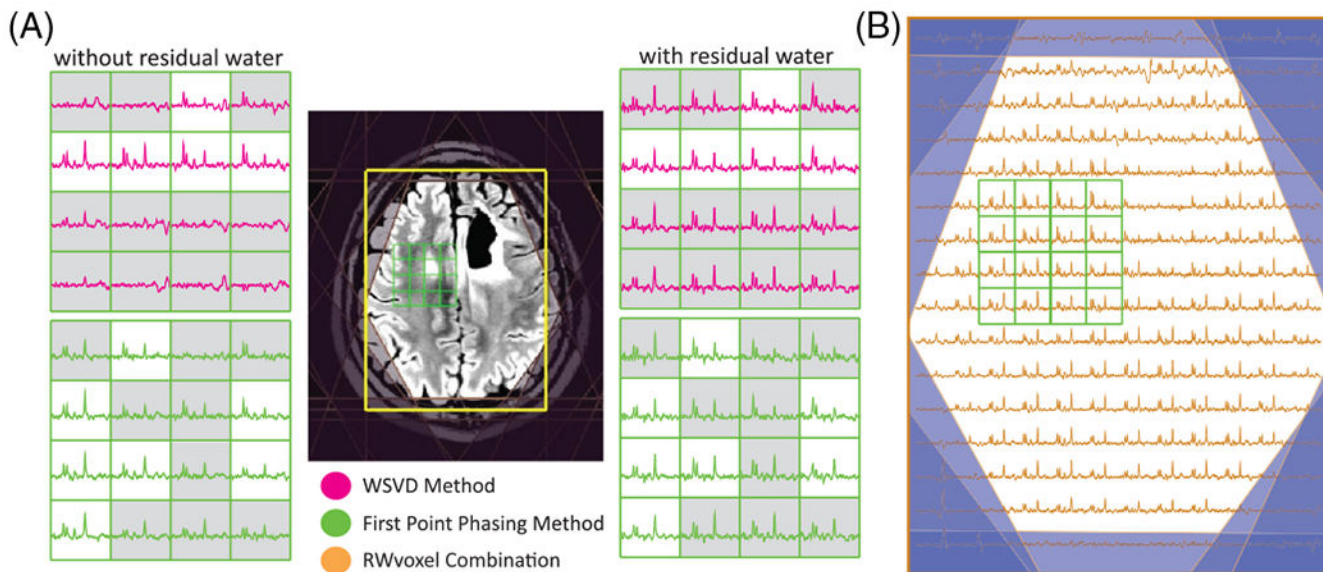 (A)
without residual water
with residual water
(B)
WSVD Method
First Point Phasing Method
RWvoxel Combination